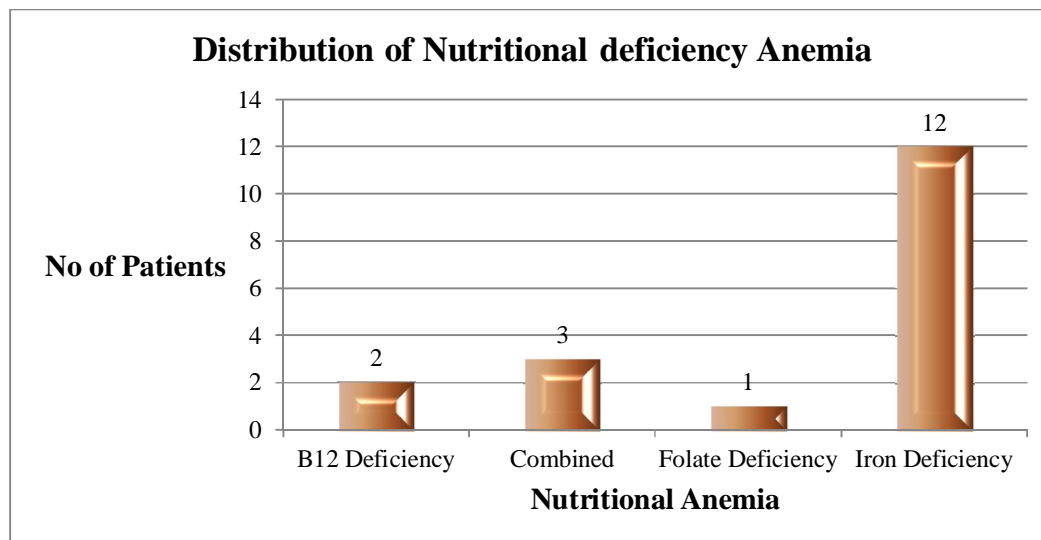 Distribution of Nutritional deficiency Anemia
14
12
10
8
6
4
2
0
No of Patients
2
3
1
12
B12 Deficiency
Combined
Folate Deficiency
Iron Deficiency
Nutritional Anemia